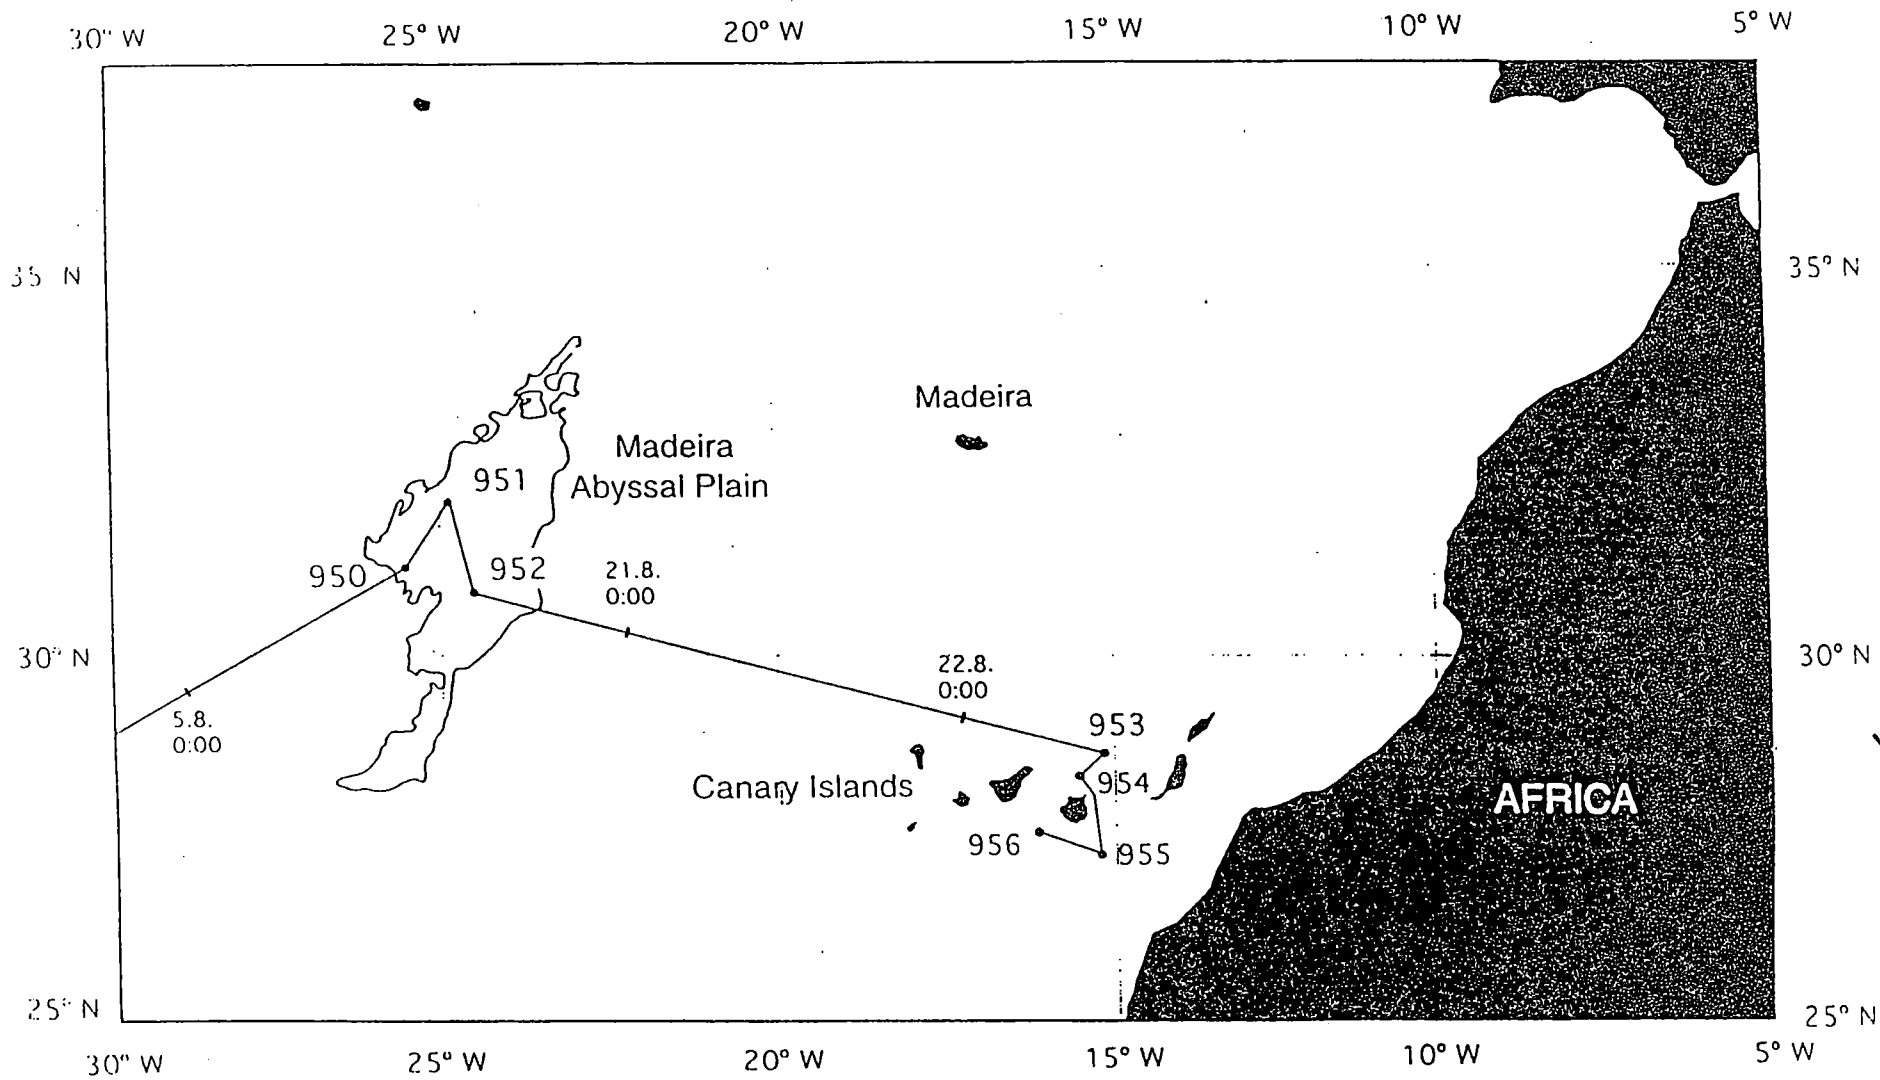 30° W 25° W 20° W 15° W 10° W 5° W
35 N 35° N
Madeira
Madeira
Abyssal Plain
951
950
952
21.8.
0:00
30° N 30° N
22.8.
0:00
5.8.
0:00
953
Canary Islands
954
AFRICA
956
955
25° N 25° N
30° W 25° W 20° W 15° W 10° W 5° W